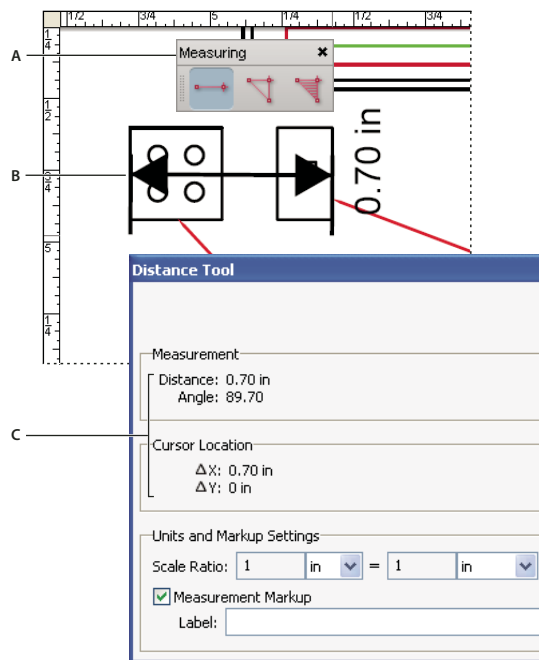 1/2 3/4 5 1/4 1/2 3/4
1/4
A
Measuring
1/2
0.70 in
B
3/4
5
Distance Tool
1/4
Measurement
Distance: 0.70 in
Angle: 89.70
C
Cursor Location
ΔX: 0.70 in
ΔY: 0 in
Units and Markup Settings
Scale Ratio: 1 in = 1 in
Measurement Markup
Label: